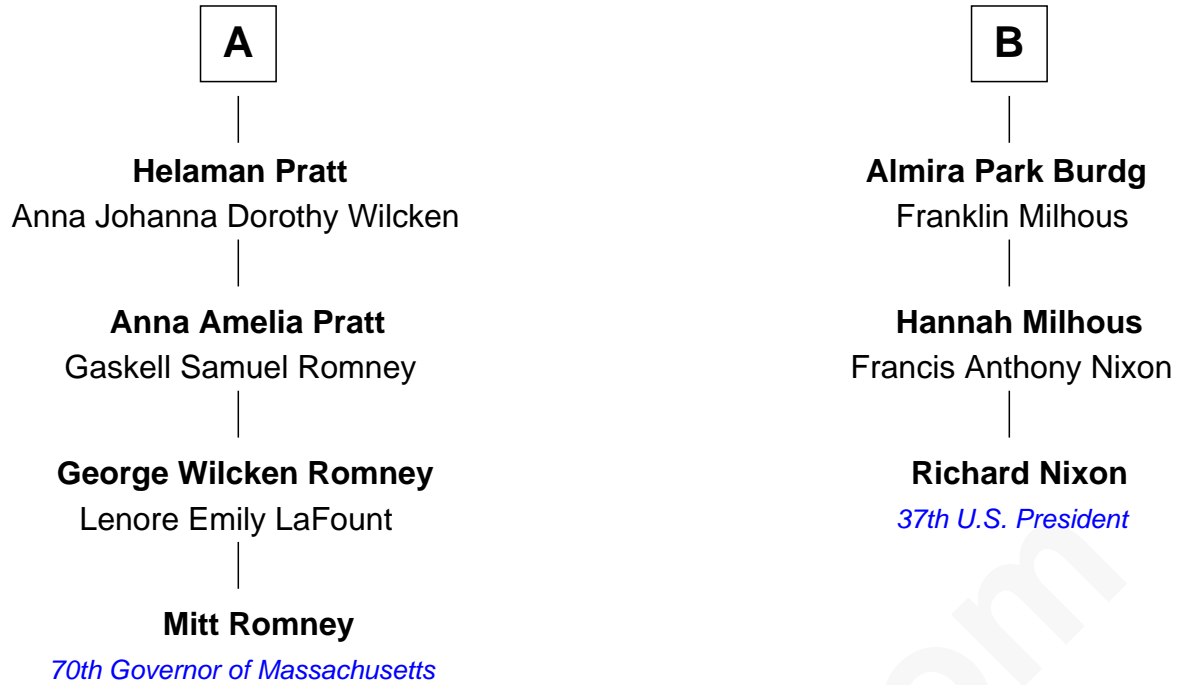 A
Helaman Pratt
Anna Johanna Dorothy Wilcken
Anna Amelia Pratt
Gaskell Samuel Romney
George Wilcken Romney
Lenore Emily LaFount
Mitt Romney
70th Governor of Massachusetts
B
Almira Park Burdg
Franklin Milhous
Hannah Milhous
Francis Anthony Nixon
Richard Nixon
37th U.S. President
om